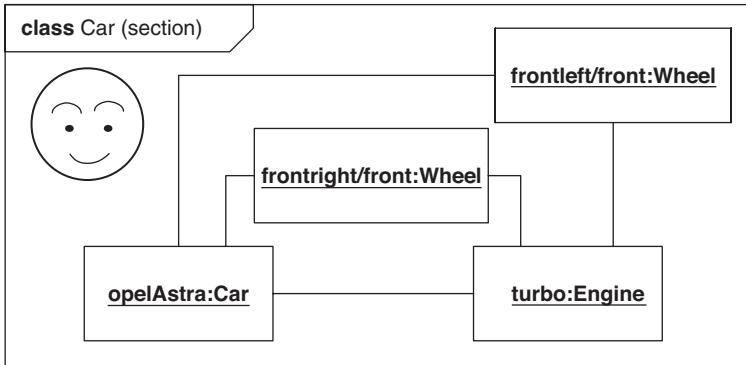 class Car (section)
frontleft/front:Wheel
frontright/front:Wheel
opelAstra:Car
turbo:Engine